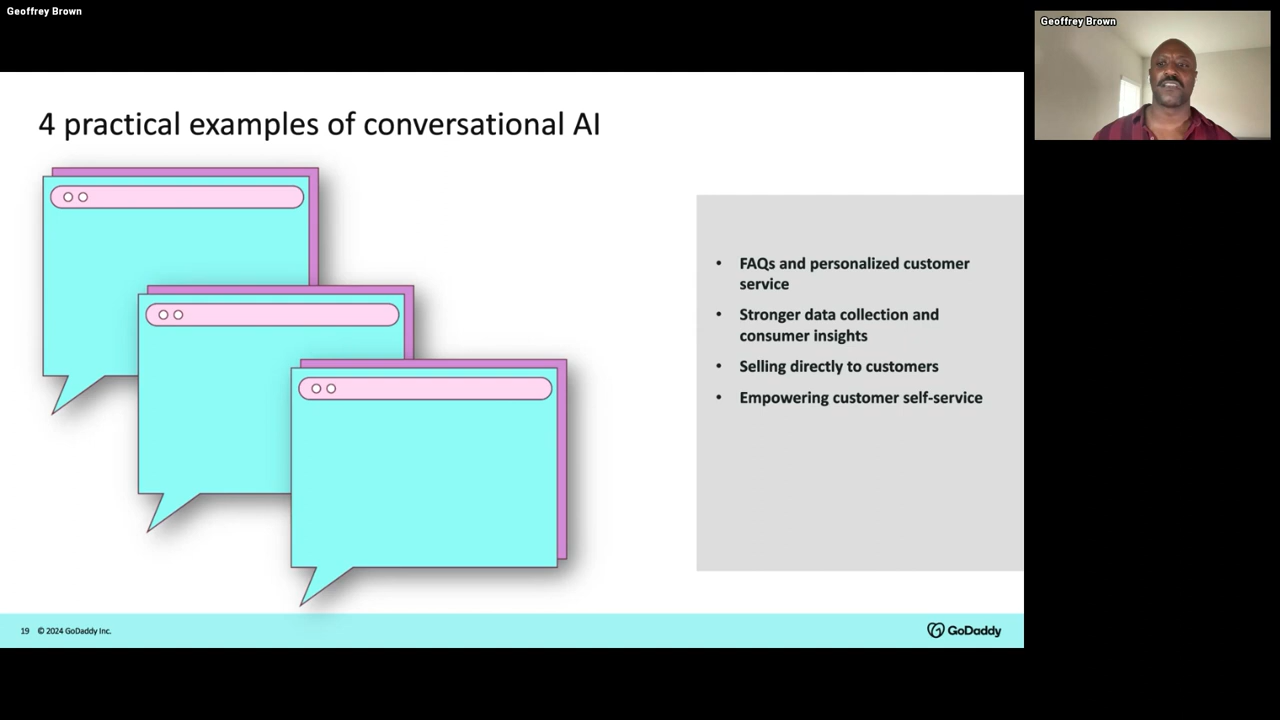 Geoffrey Brown
Geoffrey Brown
4 practical examples of conversational AI
• FAQs and personalized customer
service
• Stronger data collection and
consumer insights
• Selling directly to customers
• Empowering customer self-service
19 © 2024 GoDaddy Inc.
GoDaddy